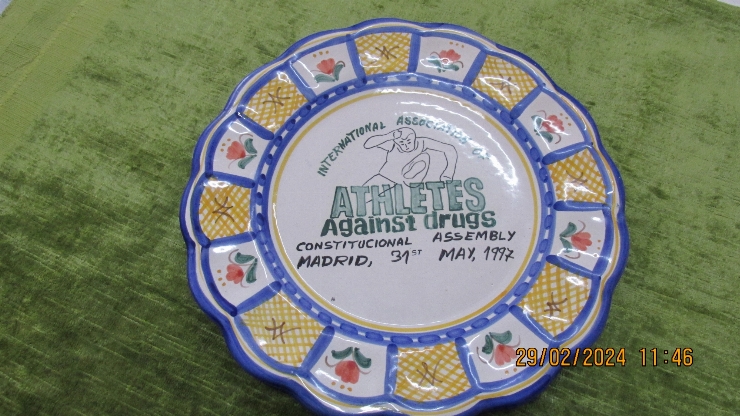 INTERNATIONAL ASSOCIATION OF
ATHLETES
Against drugs
CONSTITUCIONAL ASSEMBLY
MADRID, 31ST MAY, 1997
29/02/2024 11:46